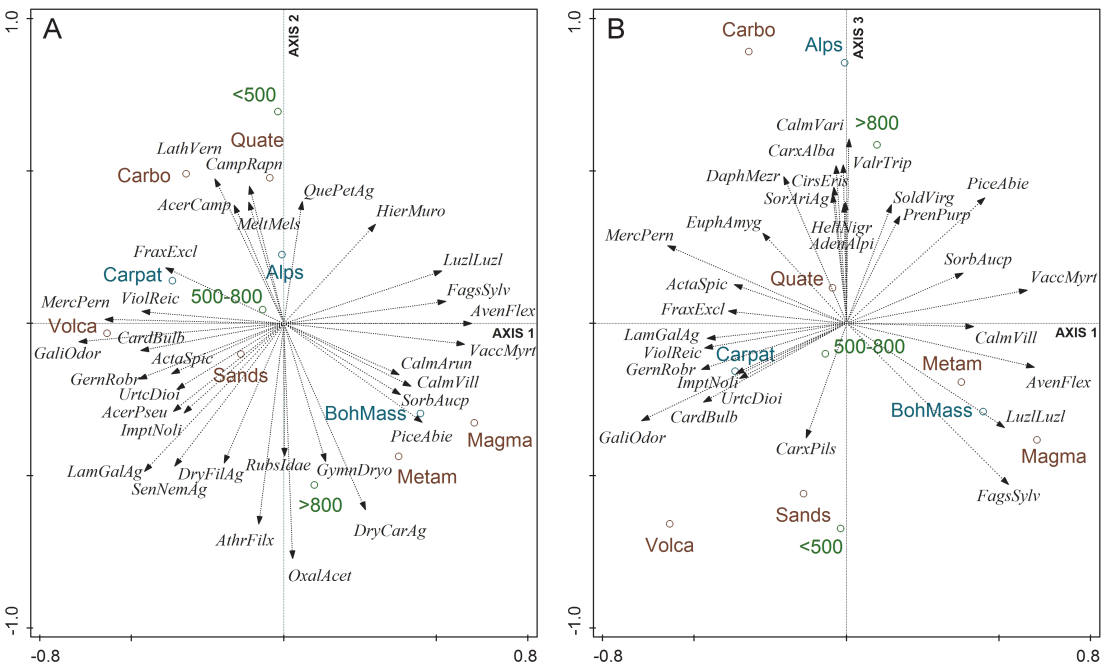 A
AXIS 2
1.0
<500
Quate
LathVern
CampRapn
Carbo
QuePetAg
AcerCamp
HierMuro
MeltMels
FraxExcl
LuzlLuzl
Carpat
Alps
FagsSylv
500-800
ViolReic
MercPern
AvenFlex
Volca
AXIS 1
CardBulb
VaccMyrt
GaliOdor
ActaSpic
CalmArun
GernRobr
Sands
CalmVill
UrtcDioi
SorbAucp
AcerPseu
BohMass
ImptNoli
PiceAbie
Magma
LamGalAg
DryFilAg
RubsIdae
GymnDryo
Metam
SenNemAg
>800
DryCarAg
AthrFilx
OxalAcet
-1.0
-0.8
0.8
B
AXIS 3
1.0
Carbo
Alps
CalmVari
>800
CarxAlba
ValrTrip
DaphMezr
CirsEris
PiceAbie
SorAriAg
SoldVirg
PrenPurp
EuphAmyg
HeltNigr
MercPern
AdenAlpi
SorbAucp
ActaSpic
Quate
VaccMyrt
FraxExcl
LamGalAg
AXIS 1
CalmVill
ViolReic
Carpat
500-800
GernRobr
Metam
ImptNoli
AvenFlex
UrtcDioi
BohMass
CardBulb
LuzlLuzl
GaliOdor
CarxPils
Magma
FagsSylv
Sands
Volca
<500
-1.0
-0.8
0.8